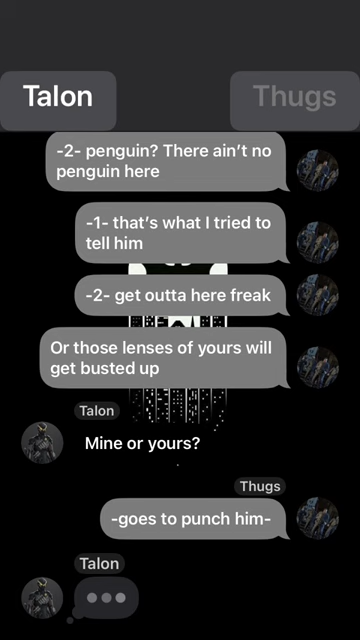 Talon
Thugs
-2- penguin? There ain’t no
penguin here
-1- that’s what I tried to
tell him
-2- get outta here freak
Or those lenses of yours will
get busted up
Talon
Mine or yours?
Thugs
-goes to punch him-
Talon